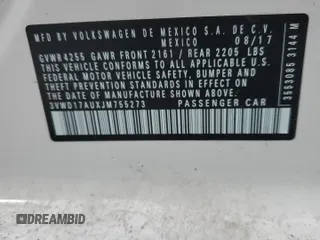 MFD BY VOLKSWAGEN DE MEXICO S.A. DE C.V.
MEXICO 08/17
GVWR 4255 GAWR FRONT 2161 / REAR 2205 LBS
THIS VEHICLE CONFORMS TO ALL APPLICABLE
FEDERAL MOTOR VEHICLE SAFETY, BUMPER, AND
THEFT PREVENTION STANDARDS IN EFFECT ON THE
DATE OF MANUFACTURE SHOWN ABOVE.
3VWD17AUXJM755273 PASSENGER CAR
3553085 3144 M
DREAMBID